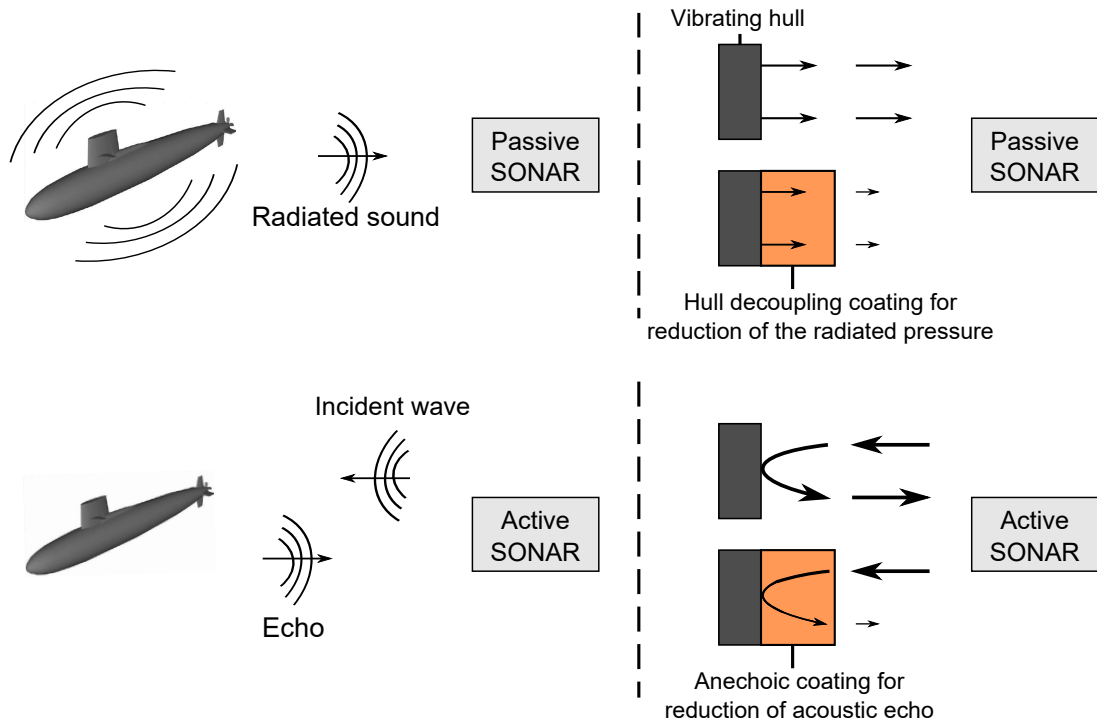 Vibrating hull
Passive
SONAR
Passive
SONAR
Radiated sound
Hull decoupling coating for
reduction of the radiated pressure
Incident wave
Active
SONAR
Active
SONAR
Echo
Anechoic coating for
reduction of acoustic echo